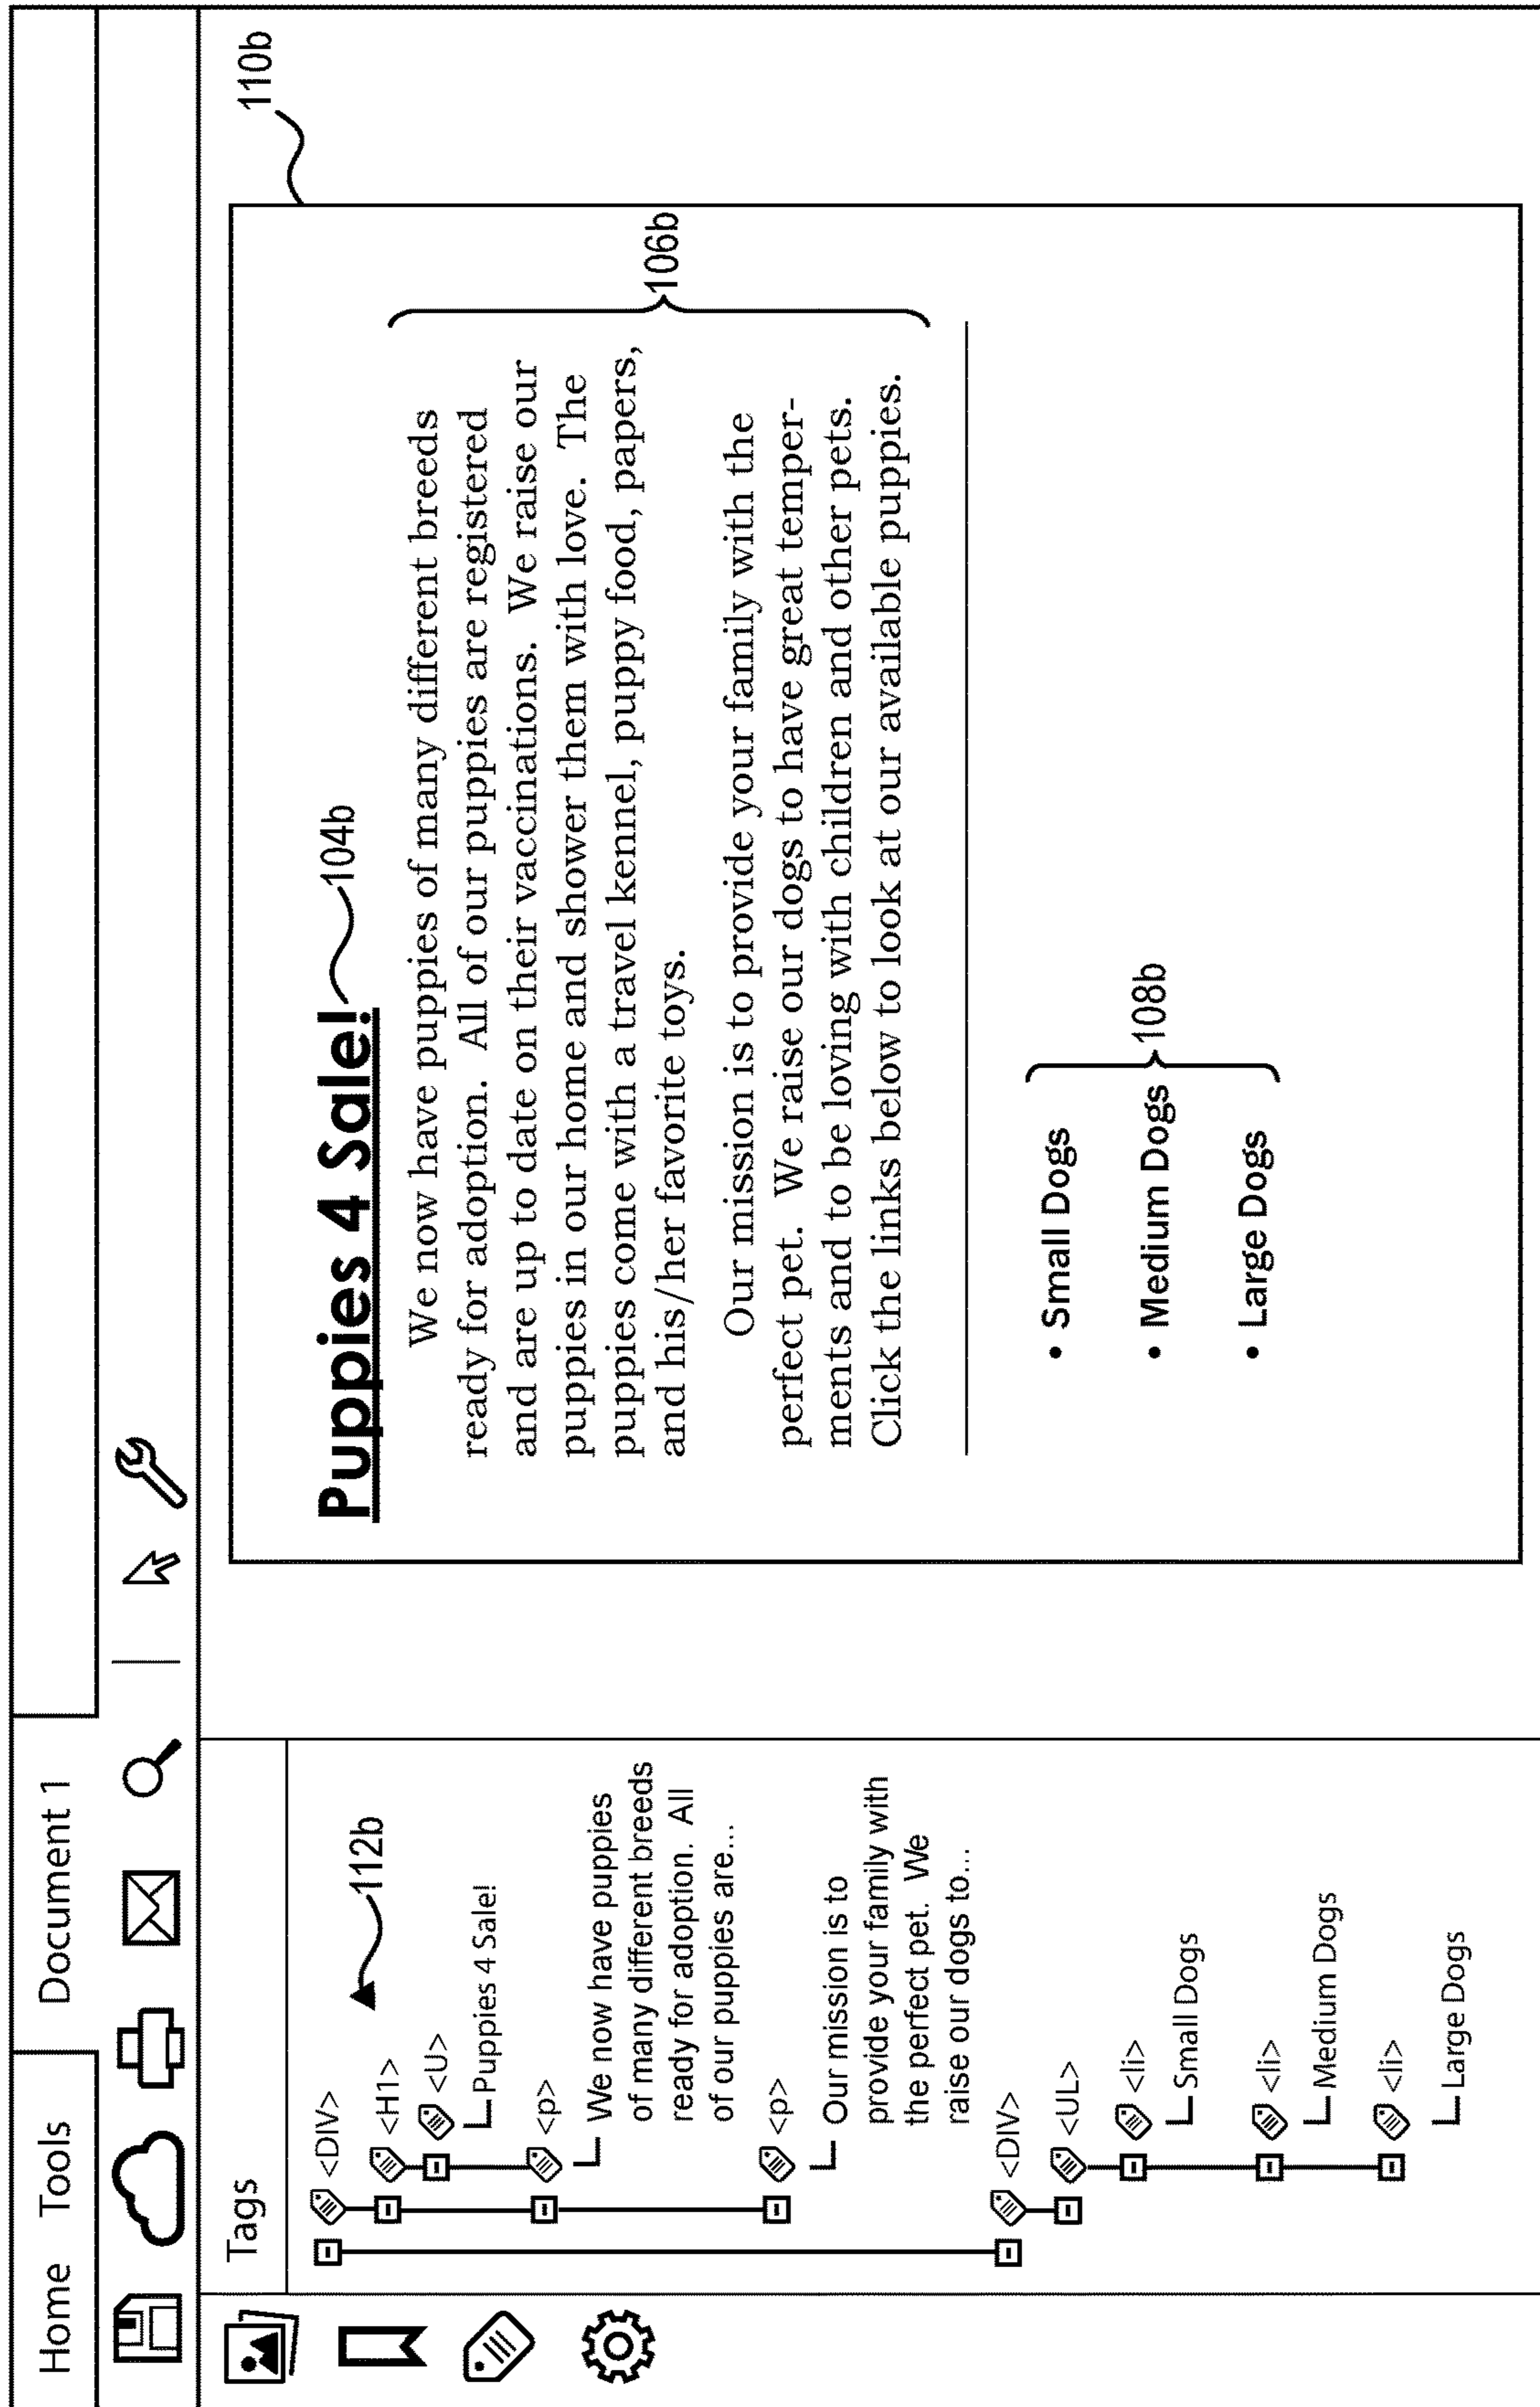 Home Tools Document 1
Tags
112b
<DIV>
<H1>
<U>
Puppies 4 Sale!
<p>
We now have puppies
of many different breeds
ready for adoption. All
of our puppies are...
<p>
Our mission is to
provide your family with
the perfect pet. We
raise our dogs to...
<DIV>
<UL>
<li>
Small Dogs
<li>
Medium Dogs
<li>
Large Dogs
110b
Puppies 4 Sale! 104b
We now have puppies of many different breeds
ready for adoption. All of our puppies are registered
and are up to date on their vaccinations. We raise our
puppies in our home and shower them with love. The
puppies come with a travel kennel, puppy food, papers,
and his/her favorite toys.
106b
Our mission is to provide your family with the
perfect pet. We raise our dogs to have great temper-
ments and to be loving with children and other pets.
Click the links below to look at our available puppies.
• Small Dogs
• Medium Dogs 108b
• Large Dogs